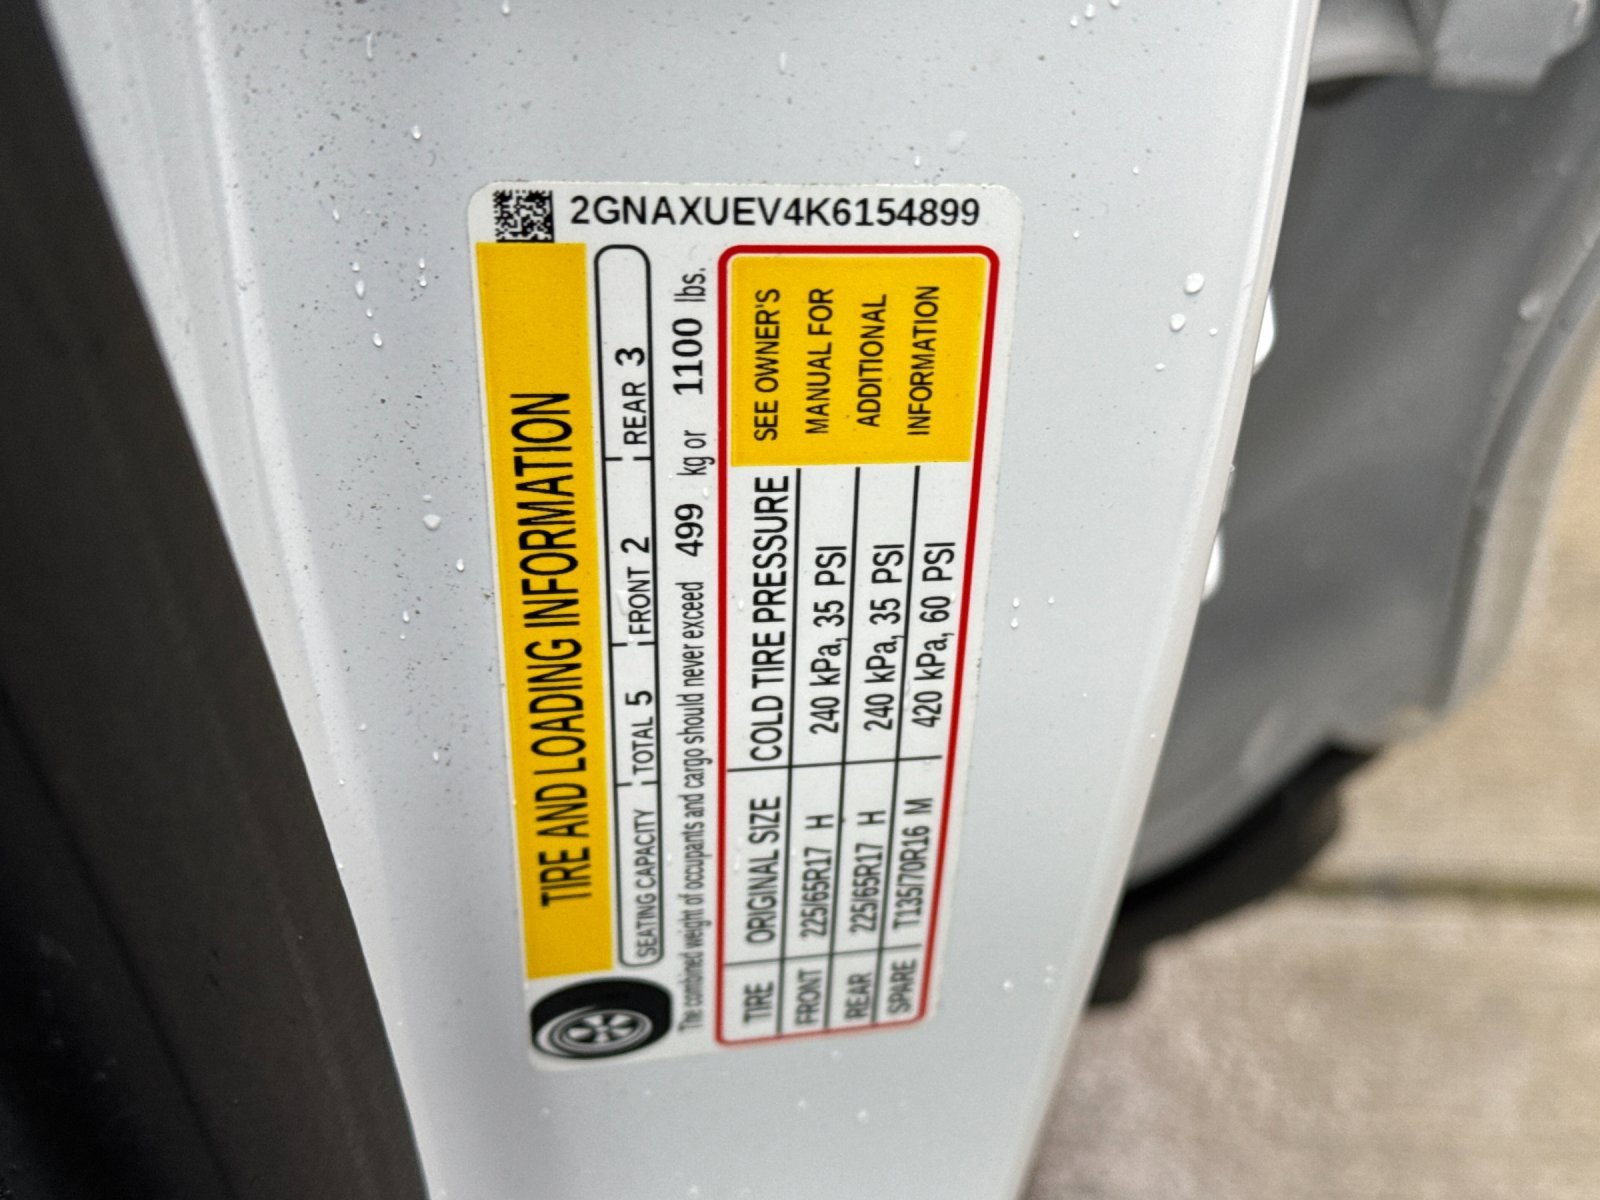 2GNAXUEV4K6154899
TIRE AND LOADING INFORMATION
SEATING CAPACITY TOTAL 5 FRONT 2 REAR 3
The combined weight of occupants and cargo should never exceed 499 kg or 1100 lbs.
TIRE ORIGINAL SIZE COLD TIRE PRESSURE
FRONT 225/65R17 H 240 kPa, 35 PSI
REAR 225/65R17 H 240 kPa, 35 PSI
SPARE T135/70R16 M 420 kPa, 60 PSI
SEE OWNER'S
MANUAL FOR
ADDITIONAL
INFORMATION